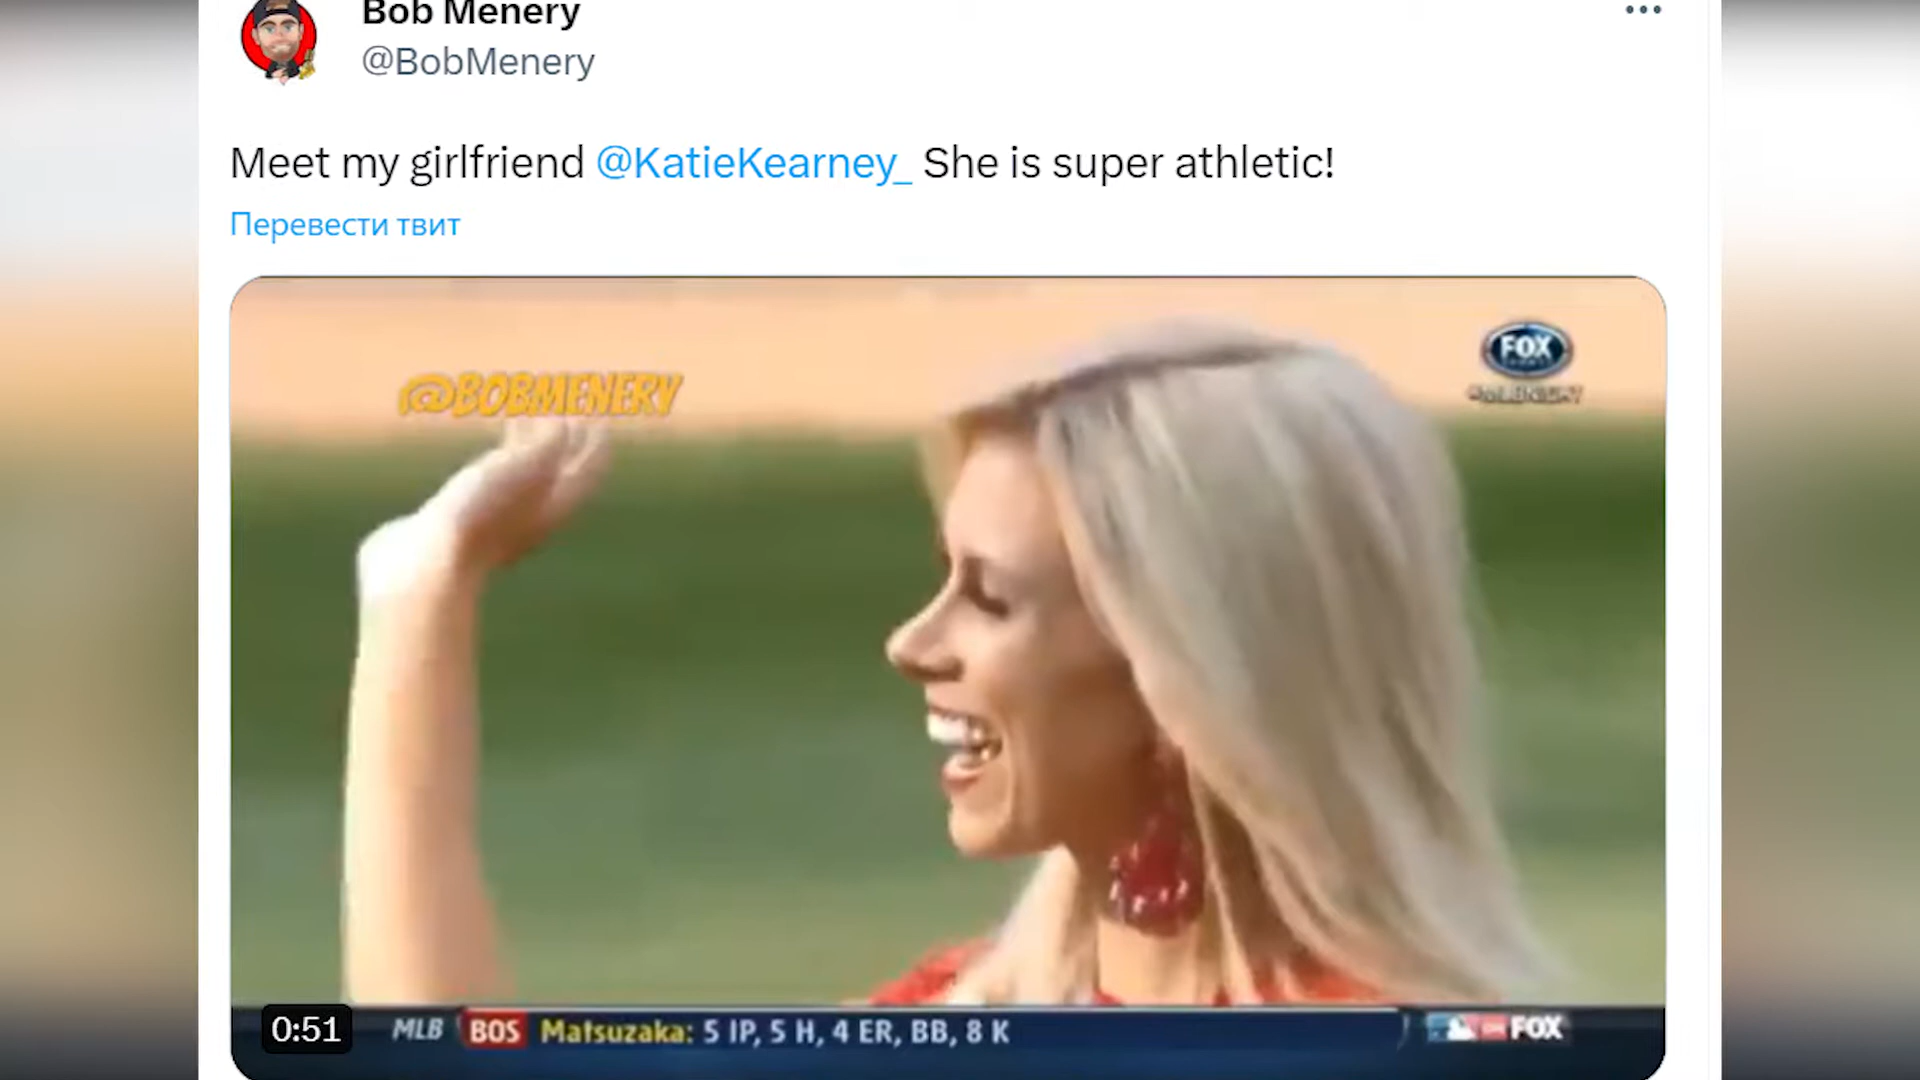 Bob Menery
@BobMenery
Meet my girlfriend @KatieKearney_ She is super athletic!
Перевести твит
@BOBMENERY
FOX
0:51
MLB BOS Matsuzaka: 5 IP, 5 H, 4 ER, BB, 8 K
FOX